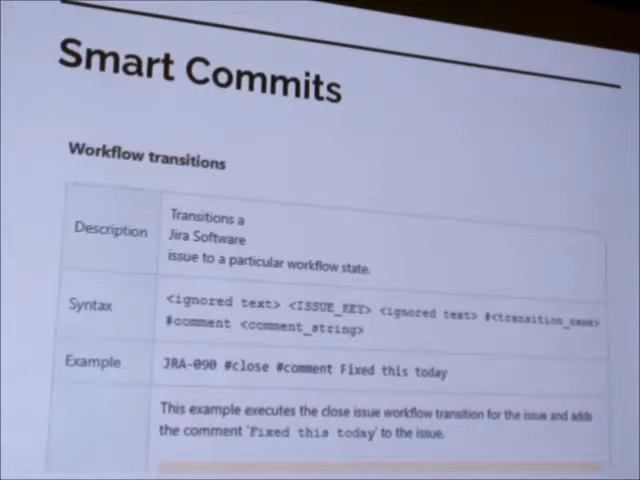 Smart Commits
Workflow transitions
Description
Transitions a
Jira Software
issue to a particular workflow state.
Syntax
<ignored text> <ISSUE_KEY> <ignored text> #<transition_name>
#comment <comment_string>
Example
JRA-090 #close #comment Fixed this today
This example executes the close issue workflow transition for the issue and adds
the comment 'Fixed this today' to the issue.